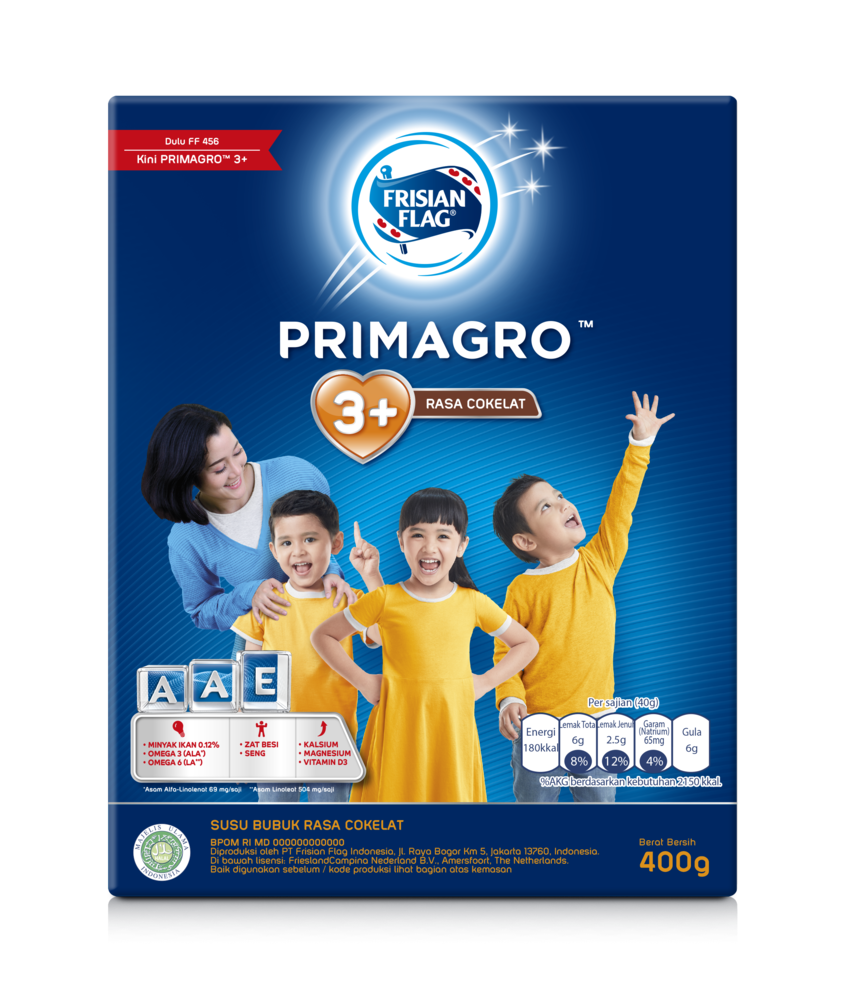 Dulu FF 456
Kini PRIMAGRO™ 3+
FRISIAN
FLAG®
PRIMAGRO™
3+
RASA COKELAT
A A E
• MINYAK IKAN 0.12%
• OMEGA 3 (ALA*)
• OMEGA 6 (LA**)
• ZAT BESI
• SENG
• KALSIUM
• MAGNESIUM
• VITAMIN D3
*Asam Alfa-Linolenat 69 mg/saji **Asam Linoleat 504 mg/saji
Per sajian (40g)
Energi
180kkal
Lemak Total
6g
8%
Lemak Jenuh
2.5g
12%
Garam
(Natrium)
65mg
4%
Gula
6g
%AKG berdasarkan kebutuhan 2150 kkal.
MAJELIS ULAMA
INDONESIA
SUSU BUBUK RASA COKELAT
BPOM RI MD 000000000000
Diproduksi oleh PT Frisian Flag Indonesia, Jl. Raya Bogor Km 5, Jakarta 13760, Indonesia.
Di bawah lisensi: FrieslandCampina Nederland B.V., Amersfoort, The Netherlands.
Baik digunakan sebelum / kode produksi lihat bagian atas kemasan
Berat Bersih
400g